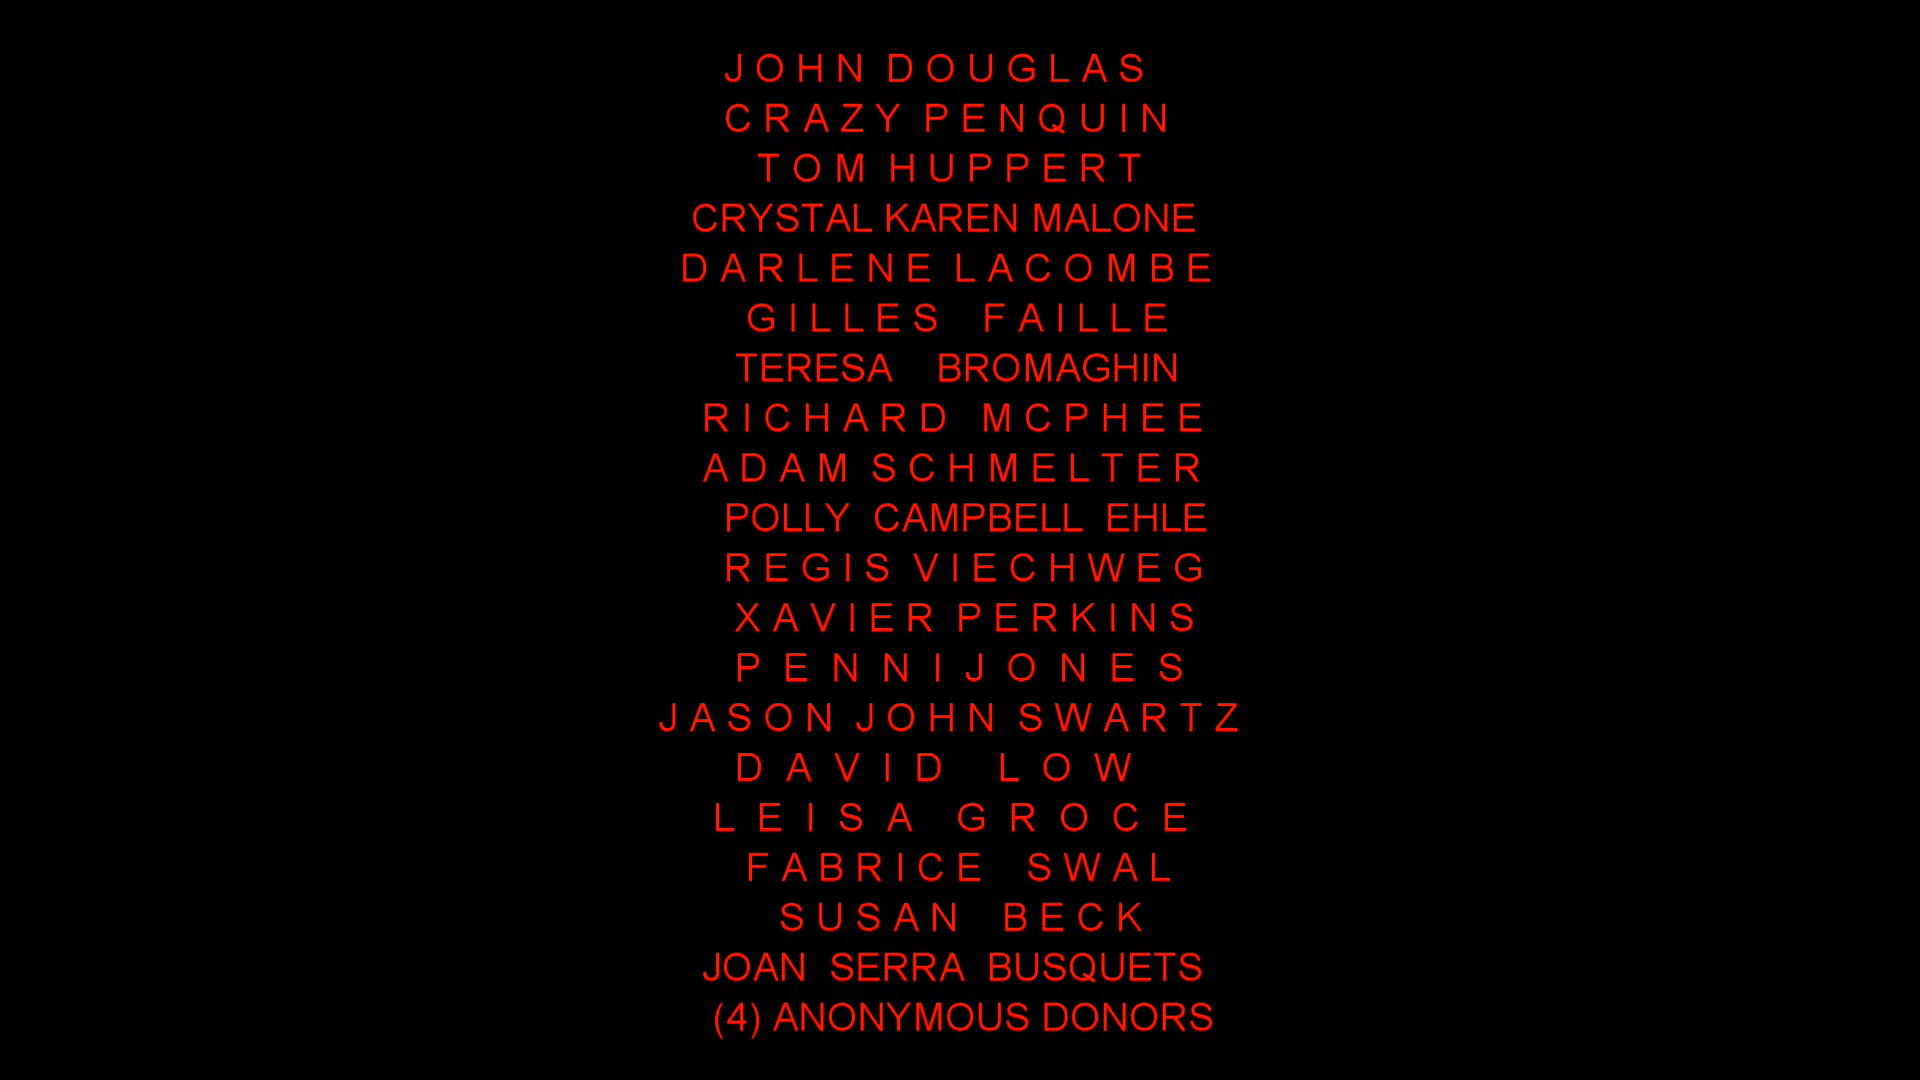 JOHN DOUGLAS
CRAZY PENQUIN
TOM HUPPERT
CRYSTAL KAREN MALONE
DARLENE LACOMBE
GILLES FAILLE
TERESA BROMAGHIN
RICHARD MCPHEE
ADAM SCHMELTER
POLLY CAMPBELL EHLE
REGIS VIECHWEG
XAVIER PERKINS
PENNIJONES
JASON JOHN SWARTZ
DAVID LOW
LEISA GROCE
FABRICE SWAL
SUSAN BECK
JOAN SERRA BUSQUETS
(4) ANONYMOUS DONORS